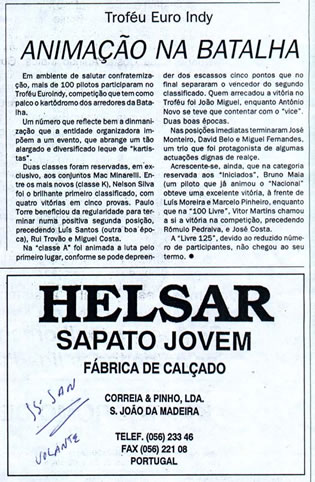 Troféu Euro Indy
ANIMAÇÃO NA BATALHA
Em ambiente de salutar confraterni-
zação, mais de 100 pilotos participaram no
Troféu Euroindy, competição que tem como
palco o kartódromo dos arredores da Bata-
lha.
Um número que reflecte bem a dinmani-
zação que a entidade organizadora im-
põem a um evento, que abrange um tão
alargado e diversificado leque de "kartis-
tas".
Duas classes foram reservadas, em ex-
clusivo, aos conjuntos Mac Minarelli. Entre
os mais novos (classe K), Nelson Silva
foi o brilhante primeiro classificado, com
quatro vitórias em cinco provas. Paulo
Torre beneficiou da regularidade para ter-
minar numa positiva segunda posição,
precedendo Luís Santos (outra boa épo-
ca), Rui Trovão e Miguel Costa.
Na "classe A" foi animada a luta pelo
primeiro lugar, conforme se pode depreen-
der dos escassos cinco pontos que no
final separaram o vencedor do segundo
classificado. Quem arrecadou a vitória no
Troféu foi João Miguel, enquanto António
Novo se teve que contentar com o "vice".
Duas boas épocas.
Nas posições imediatas terminaram José
Monteiro, David Belo e Miguel Fernandes,
um trio que foi protagonista de algumas
actuações dignas de realçe.
Acrescente-se, ainda, que na categoria
reservada aos "Iniciados", Bruno Maia
(um piloto que já animou o "Nacional"
obteve uma excelente vitória, à frente de
Luís Moreira e Marcelo Pinheiro, enquanto
que na "100 Livre", Vitor Martins chamou
a si a vitória na competição, precedendo
Rómulo Pedralva, e José Costa.
A "Livre 125", devido ao reduzido número
de participantes, não chegou ao seu
termo. ●
HELSAR
SAPATO JOVEM
FÁBRICA DE CALÇADO
CORREIA & PINHO, LDA.
S. JOÃO DA MADEIRA
TELEF. (056) 233 46
FAX (056) 221 08
PORTUGAL
JAN
VOLANTE